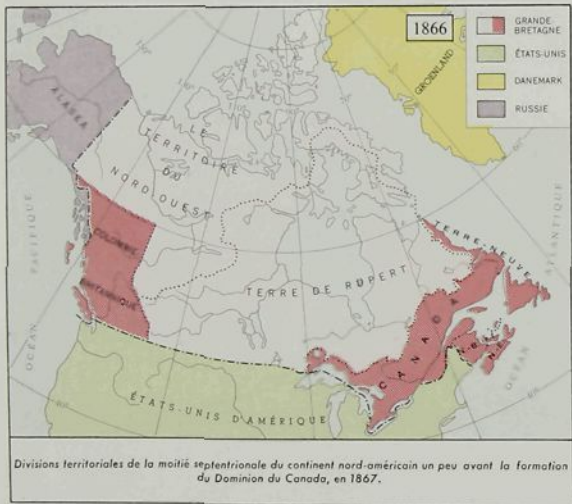 1866
GRANDE
BRETAGNE
ÉTATS-UNIS
DANEMARK
RUSSIE
ALASKA
GROENLAND
LE
TERRITOIRE
DU
NORD OUEST
OCÉAN PACIFIQUE
COLOMBIE
BRITANNIQUE
TERRE DE RUPERT
TERRE-NEUVE
CANADA
N.-B.
OCÉAN ATLANTIQUE
ÉTATS-UNIS D'AMÉRIQUE
Divisions territoriales de la moitié septentrionale du continent nord-américain un peu avant la formation
du Dominion du Canada, en 1867.